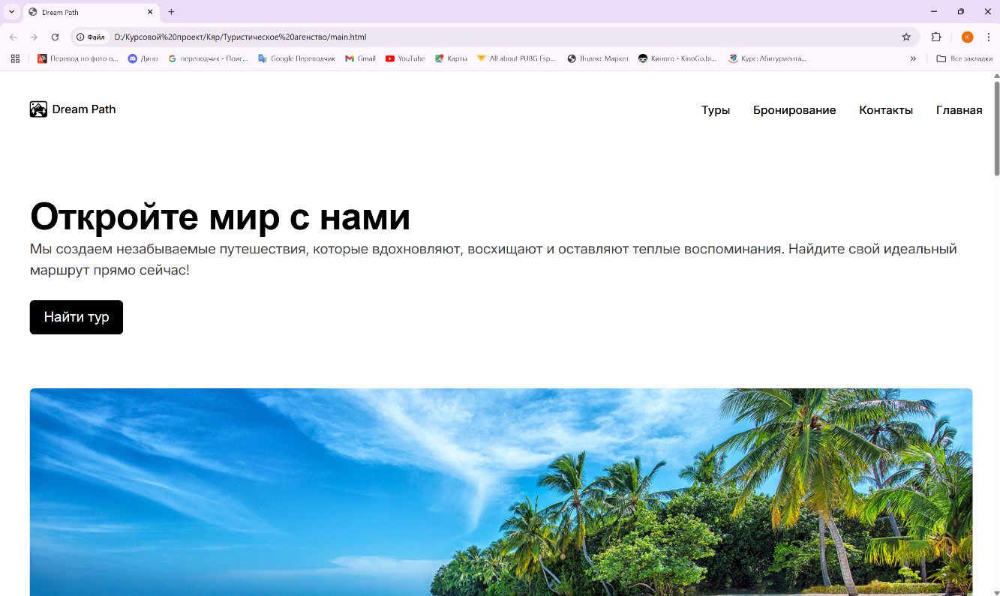 Dream Path
Файл
D:/Курсовой%20проект/Кяр/Туристическое%20агенство/main.html
K
Перевод по фото о...
Дино
переводчик - Поис...
Google Переводчик
Gmail
YouTube
Карты
All about PUBG Esp...
Яндекс Маркет
Киного - KinoGo.bi...
Курс: Абитуриента...
Все закладки
Dream Path
Туры
Бронирование
Контакты
Главная
Откройте мир с нами
Мы создаем незабываемые путешествия, которые вдохновляют, восхищают и оставляют теплые воспоминания. Найдите свой идеальный
маршрут прямо сейчас!
Найти тур